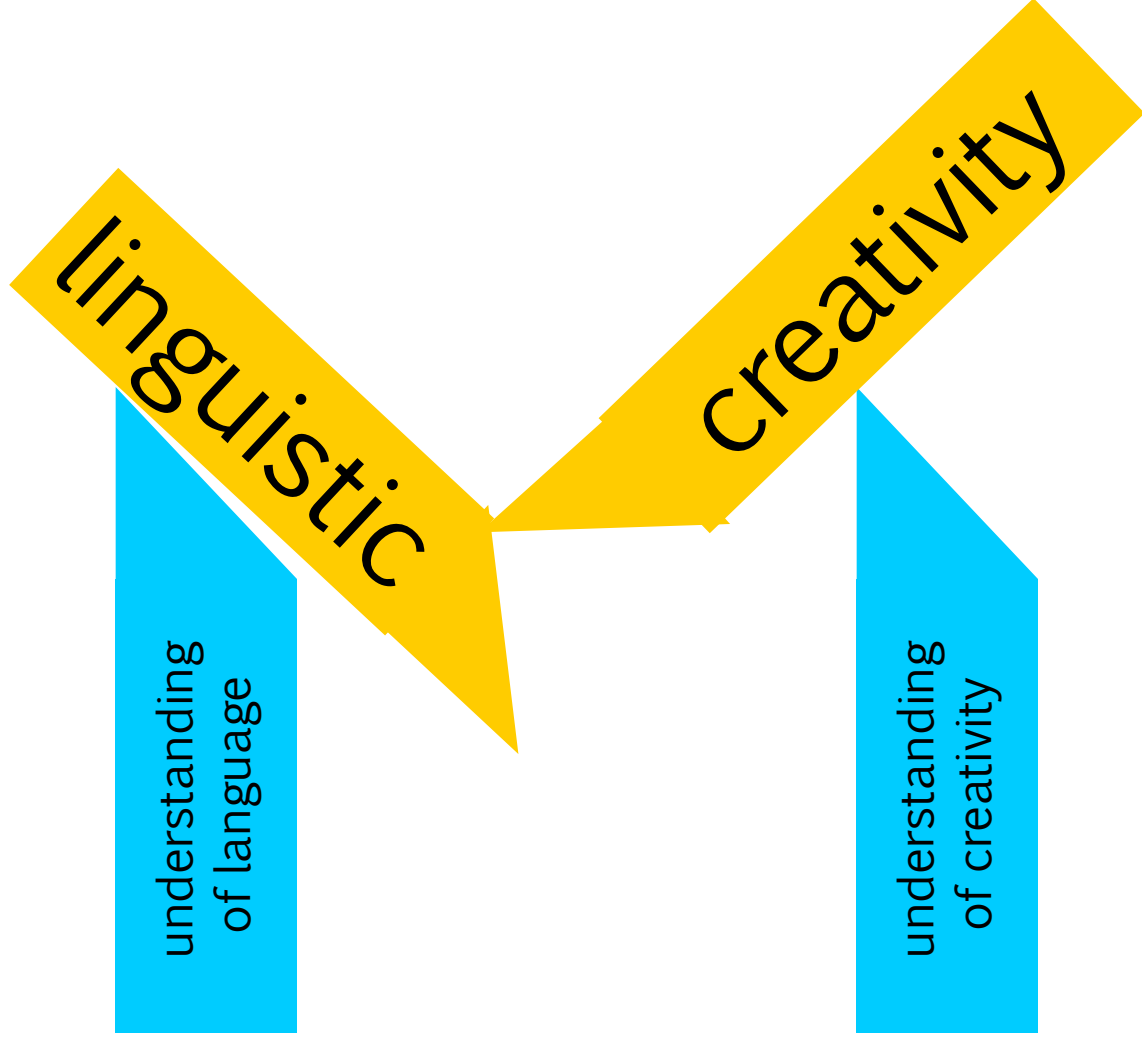 linguistic
creativity
understanding
of language
understanding
of creativity